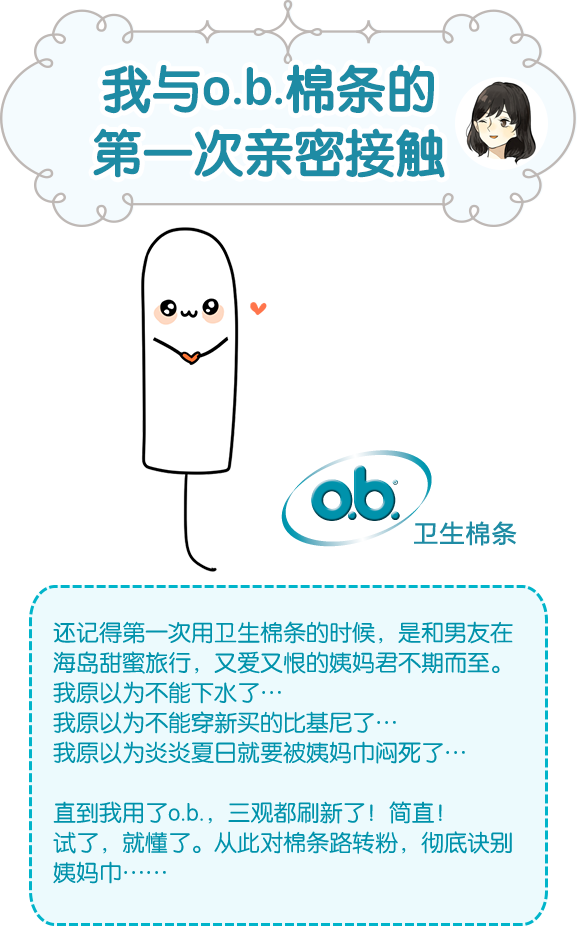 我与o.b.棉条的
第一次亲密接触
o.b.®
卫生棉条
还记得第一次用卫生棉条的时候，是和男友在
海岛甜蜜旅行，又爱又恨的姨妈君不期而至。
我原以为不能下水了…
我原以为不能穿新买的比基尼了…
我原以为炎炎夏日就要被姨妈巾闷死了…
直到我用了o.b.，三观都刷新了！简直！
试了，就懂了。从此对棉条路转粉，彻底诀别
姨妈巾……